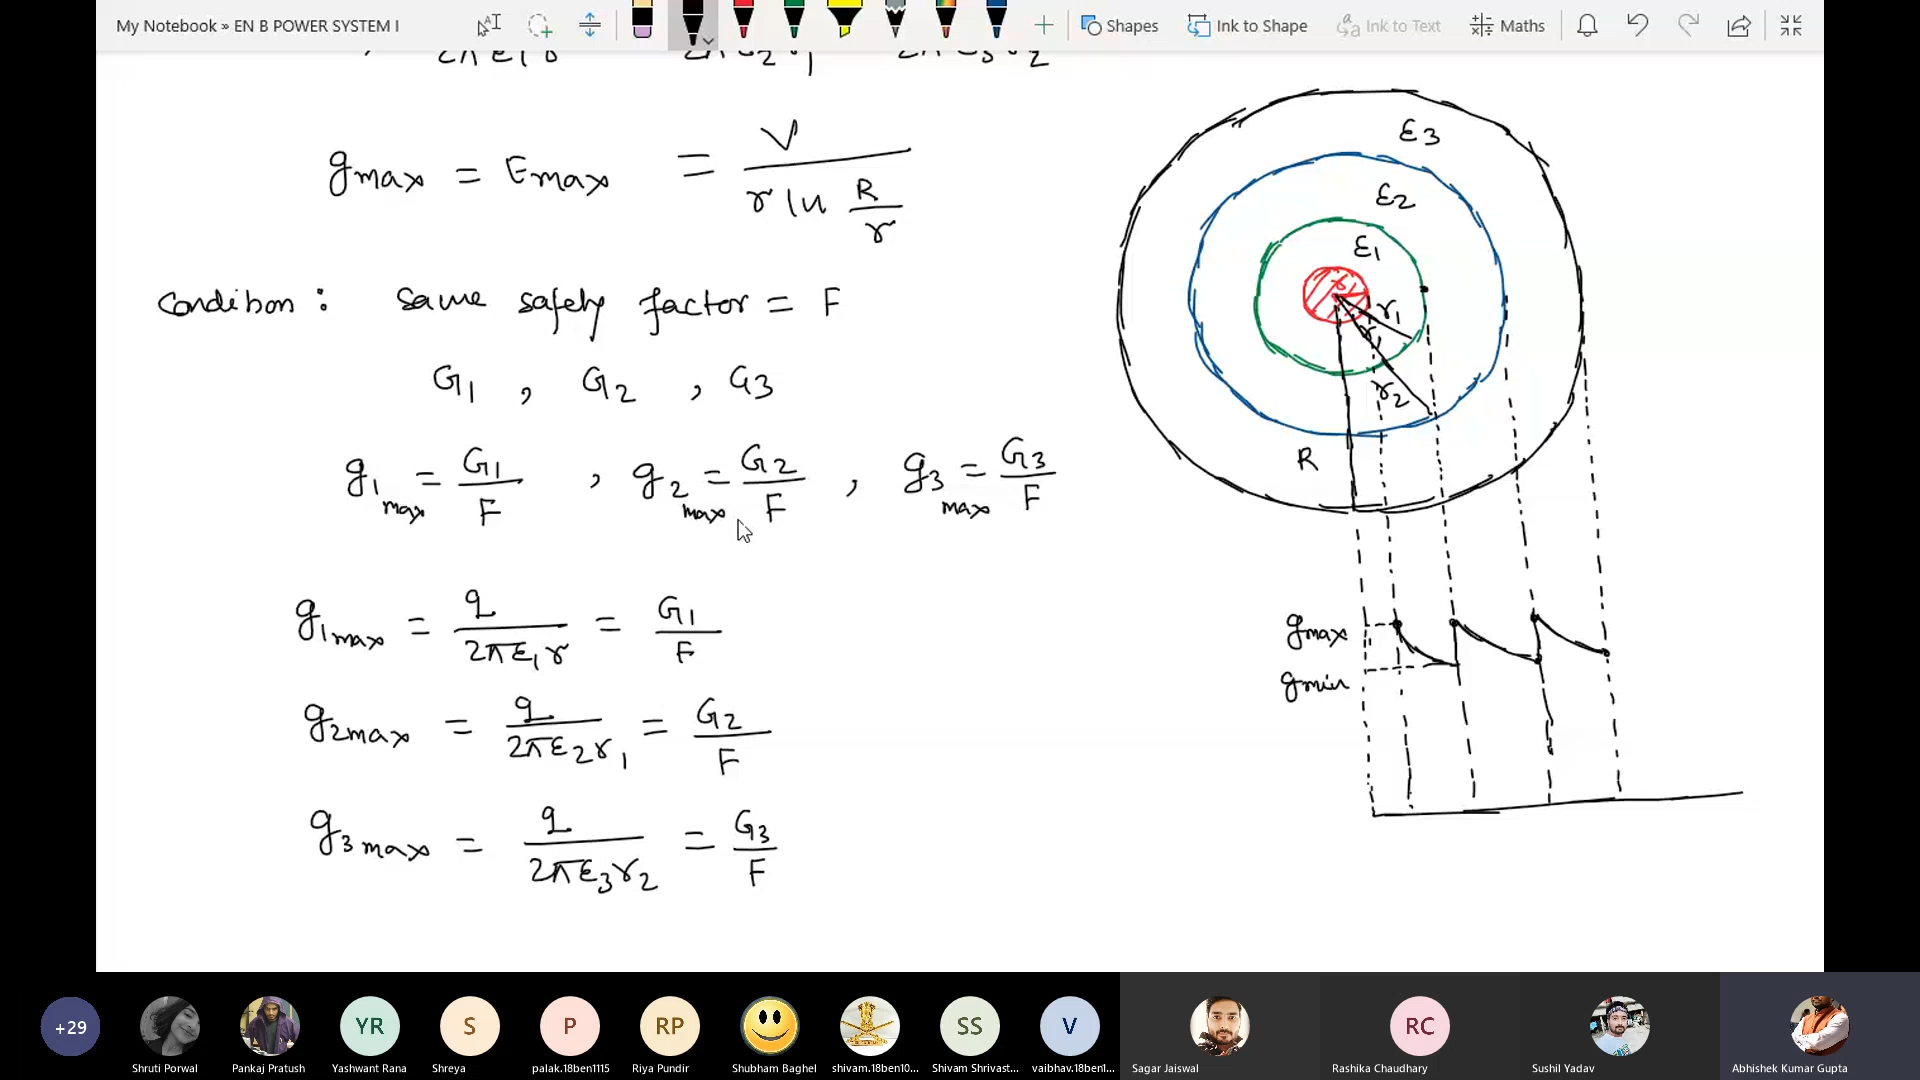 My Notebook » EN B POWER SYSTEM I
Shapes
Ink to Shape
Ink to Text
Maths
gmax = Emax = V / r ln R/r
Condition : Same safety factor = F
G1 , G2 , G3
g1max = G1/F , g2max = G2/F , g3max = G3/F
g1max = q/2πε1r = G1/F
g2max = q/2πε2r1 = G2/F
g3max = q/2πε3r2 = G3/F
ε3
ε2
ε1
r
r1
r1
r2
R
gmax
gmin
+29
YR
S
P
RP
SS
V
RC
Shruti Porwal
Pankaj Pratush
Yashwant Rana
Shreya
palak.18ben1115
Riya Pundir
Shubham Baghel
shivam.18ben10...
Shivam Shrivast...
vaibhav.18ben1...
Sagar Jaiswal
Rashika Chaudhary
Sushil Yadav
Abhishek Kumar Gupta